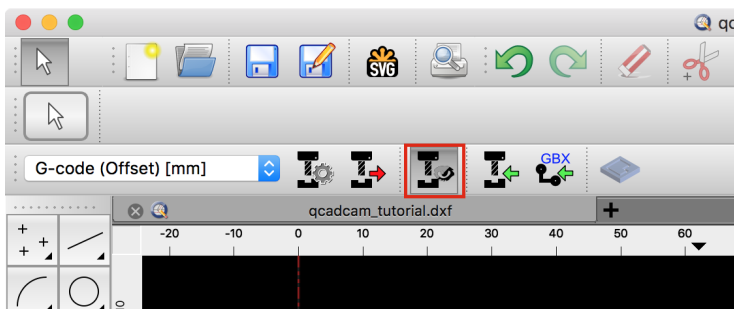 qc
SVG
G-code (Offset) [mm]
GBX
qcadcam_tutorial.dxf
-20 -10 0 10 20 30 40 50 60